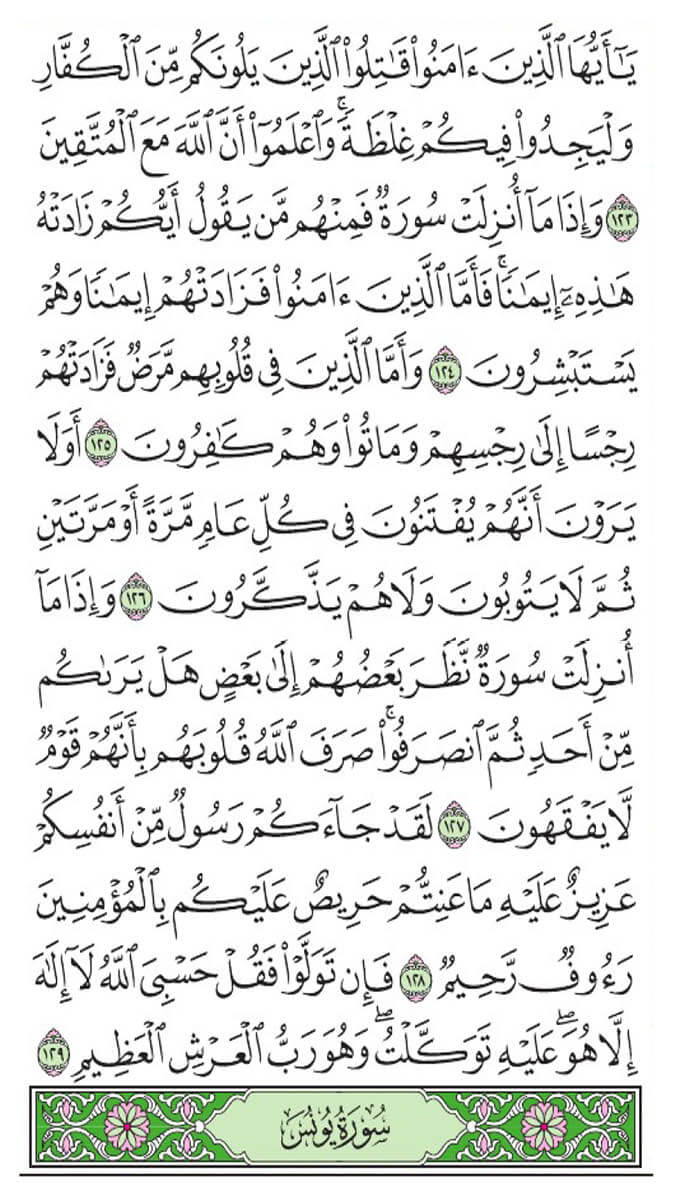 يَـٰٓأَيُّهَا ٱلَّذِينَ ءَامَنُوا۟ قَـٰتِلُوا۟ ٱلَّذِينَ يَلُونَكُم مِّنَ ٱلْكُفَّارِ
وَلْيَجِدُوا۟ فِيكُمْ غِلْظَةً ۚ وَٱعْلَمُوٓا۟ أَنَّ ٱللَّهَ مَعَ ٱلْمُتَّقِينَ
١٢٣ وَإِذَا مَآ أُنزِلَتْ سُورَةٌ فَمِنْهُم مَّن يَقُولُ أَيُّكُمْ زَادَتْهُ
هَـٰذِهِۦٓ إِيمَـٰنًا ۚ فَأَمَّا ٱلَّذِينَ ءَامَنُوا۟ فَزَادَتْهُمْ إِيمَـٰنًا وَهُمْ
يَسْتَبْشِرُونَ ١٢٤ وَأَمَّا ٱلَّذِينَ فِى قُلُوبِهِم مَّرَضٌ فَزَادَتْهُمْ
رِجْسًا إِلَىٰ رِجْسِهِمْ وَمَاتُوا۟ وَهُمْ كَـٰفِرُونَ ١٢٥ أَوَلَا
يَرَوْنَ أَنَّهُمْ يُفْتَنُونَ فِى كُلِّ عَامٍ مَّرَّةً أَوْ مَرَّتَيْنِ
ثُمَّ لَا يَتُوبُونَ وَلَا هُمْ يَذَّكَّرُونَ ١٢٦ وَإِذَا مَآ
أُنزِلَتْ سُورَةٌ نَّظَرَ بَعْضُهُمْ إِلَىٰ بَعْضٍ هَلْ يَرَىٰكُم
مِّنْ أَحَدٍ ثُمَّ ٱنصَرَفُوا۟ ۚ صَرَفَ ٱللَّهُ قُلُوبَهُم بِأَنَّهُمْ قَوْمٌ
لَّا يَفْقَهُونَ ١٢٧ لَقَدْ جَآءَكُمْ رَسُولٌ مِّنْ أَنفُسِكُمْ
عَزِيزٌ عَلَيْهِ مَا عَنِتُّمْ حَرِيصٌ عَلَيْكُم بِٱلْمُؤْمِنِينَ
رَءُوفٌ رَّحِيمٌ ١٢٨ فَإِن تَوَلَّوْا۟ فَقُلْ حَسْبِىَ ٱللَّهُ لَآ إِلَـٰهَ
إِلَّا هُوَ ۖ عَلَيْهِ تَوَكَّلْتُ ۖ وَهُوَ رَبُّ ٱلْعَرْشِ ٱلْعَظِيمِ ١٢٩
سُورَةُ يُونُسَ